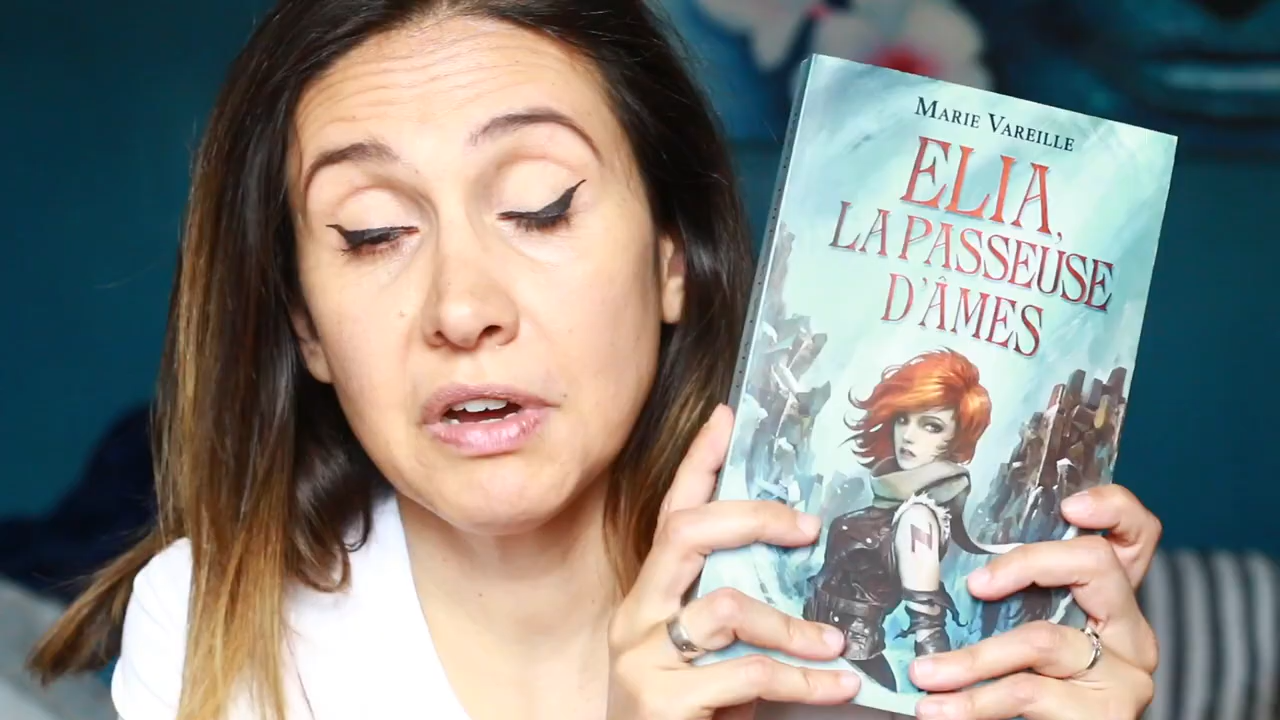 MARIE VAREILLE
ELIA,
LA PASSEUSE
D'ÂMES
N